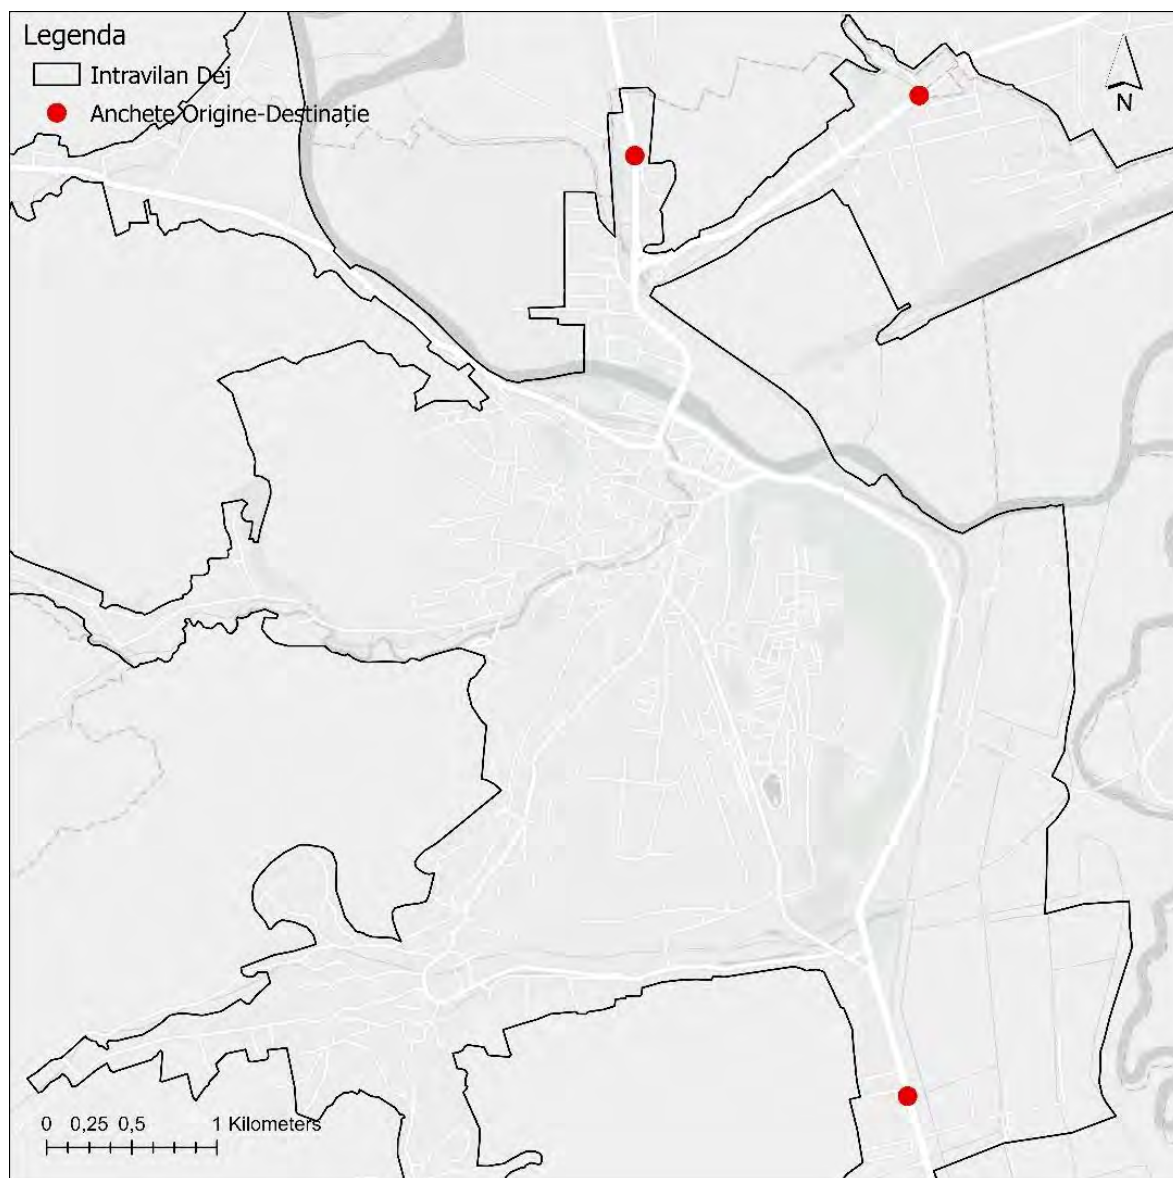 Legenda
Intravilan Dej
Anchete Origine-Destinație
N
0 0,25 0,5 1 Kilometers